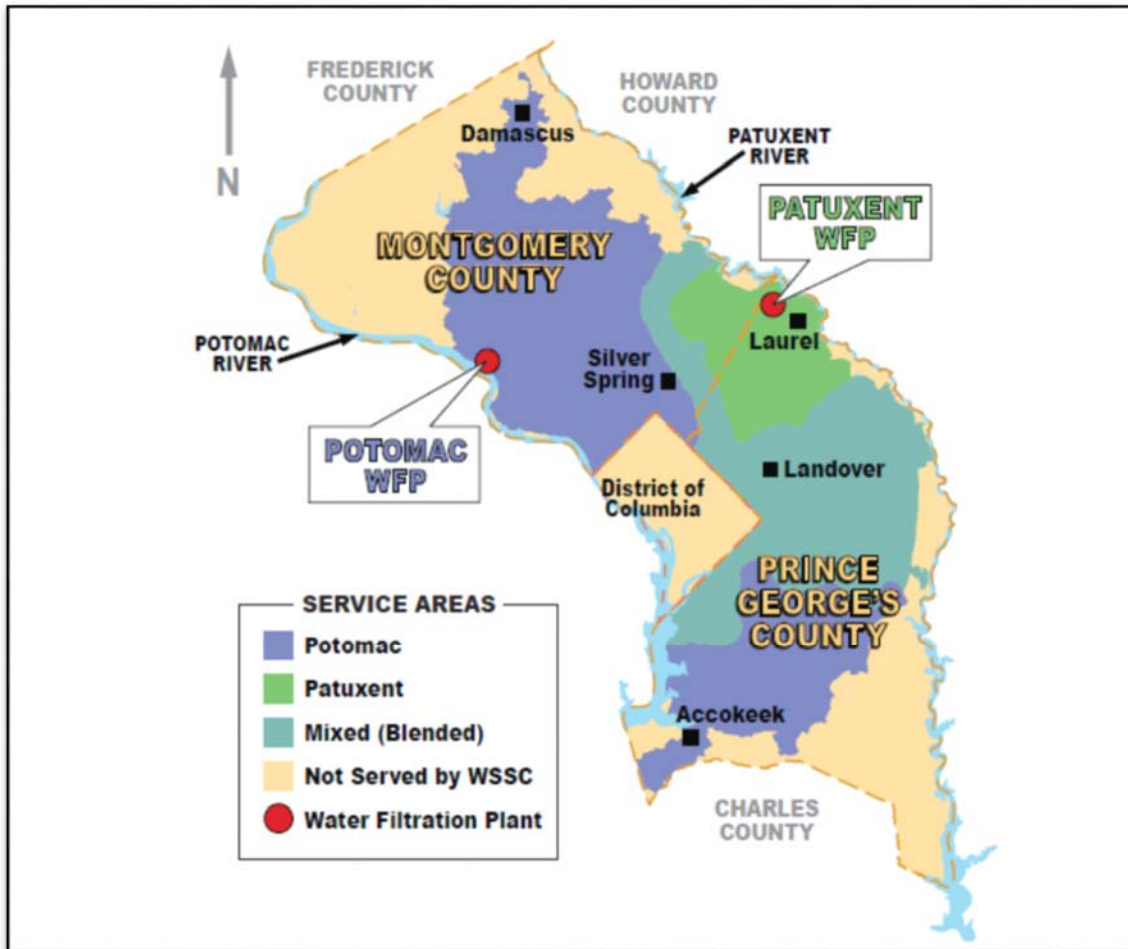 FREDERICK
COUNTY
HOWARD
COUNTY
N
Damascus
PATUXENT
RIVER
PATUXENT
WFP
MONTGOMERY
COUNTY
POTOMAC
RIVER
Laurel
Silver
Spring
POTOMAC
WFP
Landover
District of
Columbia
PRINCE
GEORGE'S
COUNTY
SERVICE AREAS
Potomac
Patuxent
Mixed (Blended)
Not Served by WSSC
Water Filtration Plant
Accokeek
CHARLES
COUNTY